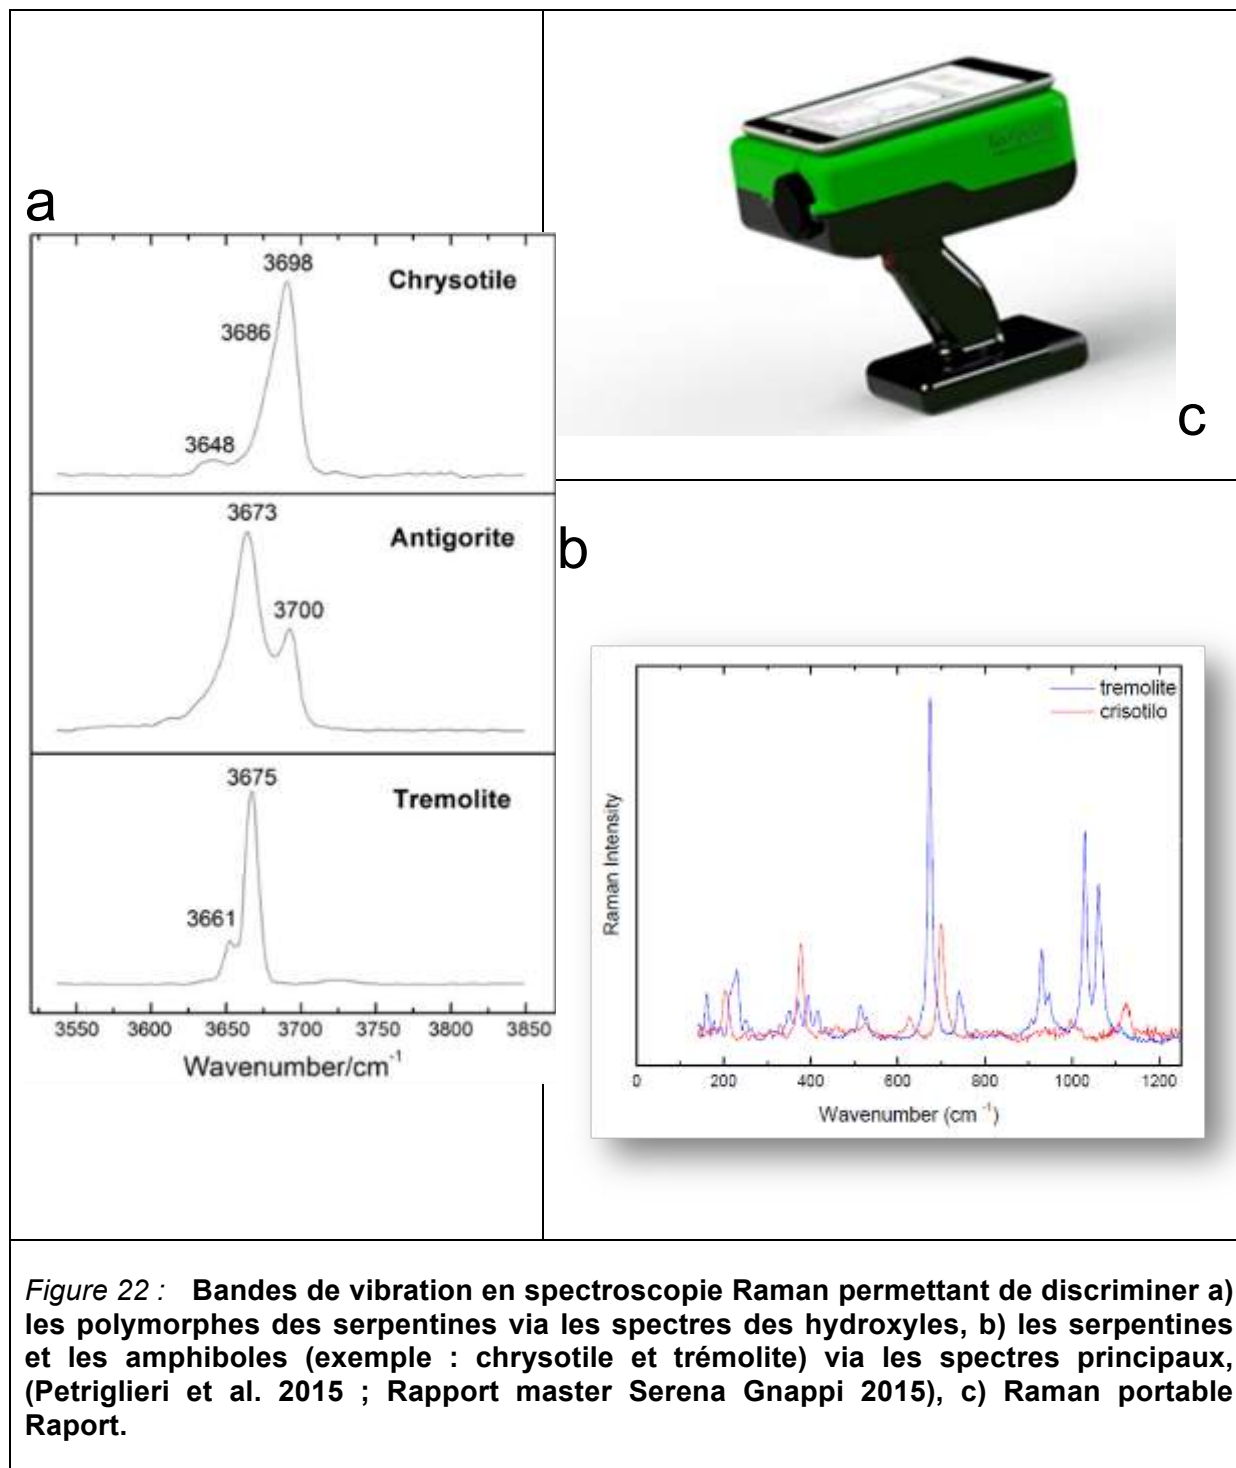 a
3698
Chrysotile
3686
3648
3673
Antigorite
3700
3675
Tremolite
3661
3550 3600 3650 3700 3750 3800 3850
Wavenumber/cm-1
c
b
tremolite
crisotilo
Raman Intensity
0 200 400 600 800 1000 1200
Wavenumber (cm -1)
Figure 22 : Bandes de vibration en spectroscopie Raman permettant de discriminer a)
les polymorphes des serpentines via les spectres des hydroxyles, b) les serpentines
et les amphiboles (exemple : chrysotile et trémolite) via les spectres principaux,
(Petriglieri et al. 2015 ; Rapport master Serena Gnappi 2015), c) Raman portable
Raport.